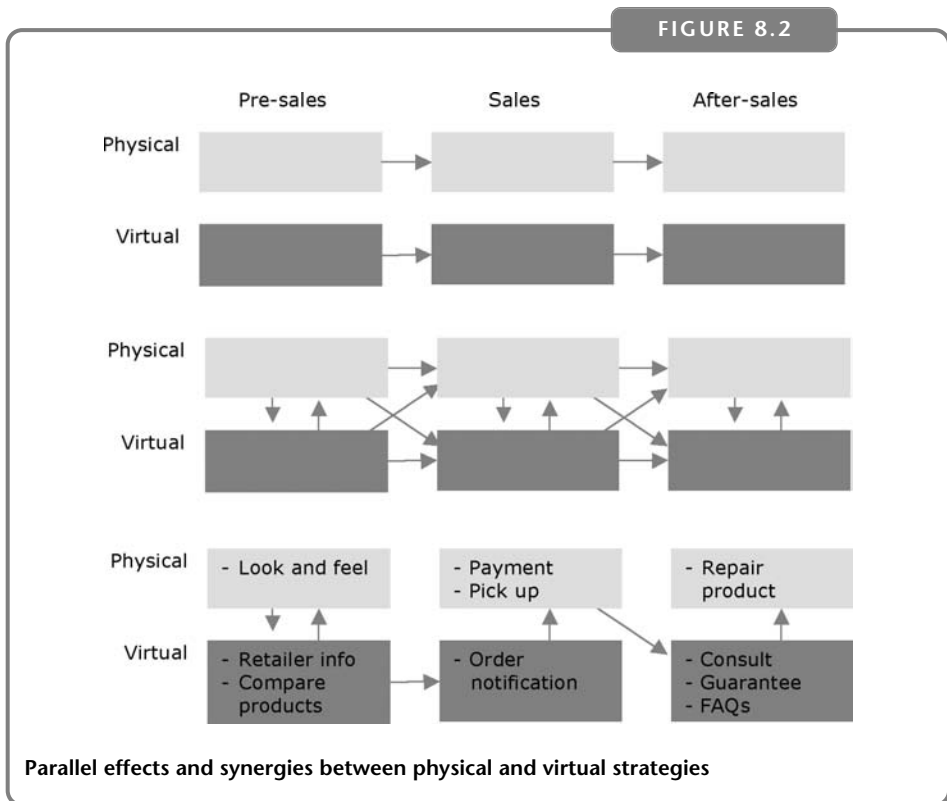 FIGURE 8.2
Pre-sales Sales After-sales
Physical
Virtual
Physical
Virtual
Physical
- Look and feel
- Payment
- Pick up
- Repair
product
Virtual
- Retailer info
- Compare
products
- Order
notification
- Consult
- Guarantee
- FAQs
Parallel effects and synergies between physical and virtual strategies